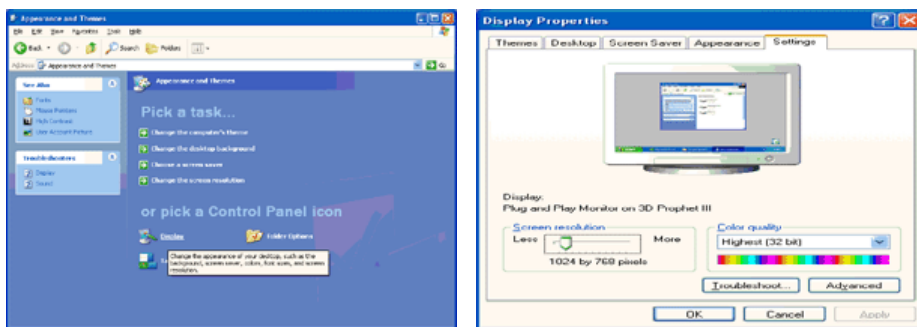 Appearance and Themes
File Edit View Favorites Tools Help
Back Search Folders
Address Appearance and Themes Go
See Also
Fonts
Mouse Pointers
High Contrast
User Account Picture
Troubleshooters
Display
Sound
Appearance and Themes
Pick a task...
Change the computer's theme
Change the desktop background
Choose a screen saver
Change the screen resolution
or pick a Control Panel icon
Display Folder Options
Change the appearance of your desktop, such as the
background, screen saver, colors, font sizes, and screen
resolution.
Display Properties
Themes Desktop Screen Saver Appearance Settings
Display:
Plug and Play Monitor on 3D Prophet III
Screen resolution
Less More
1024 by 768 pixels
Color quality
Highest (32 bit)
Troubleshoot... Advanced
OK Cancel Apply